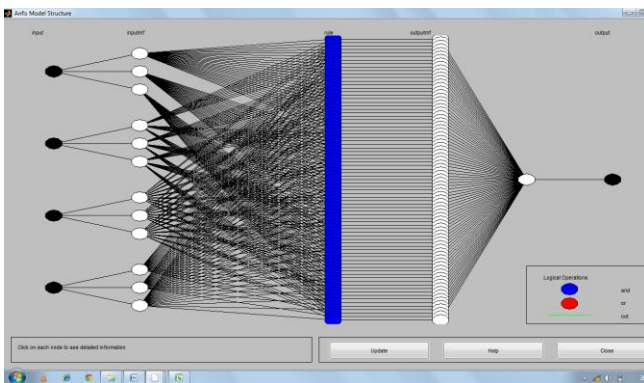 Anfis Model Structure
input inputmf rule outputmf output
Logical Operations
and
or
not
Click on each node to see detailed information
Update Help Close